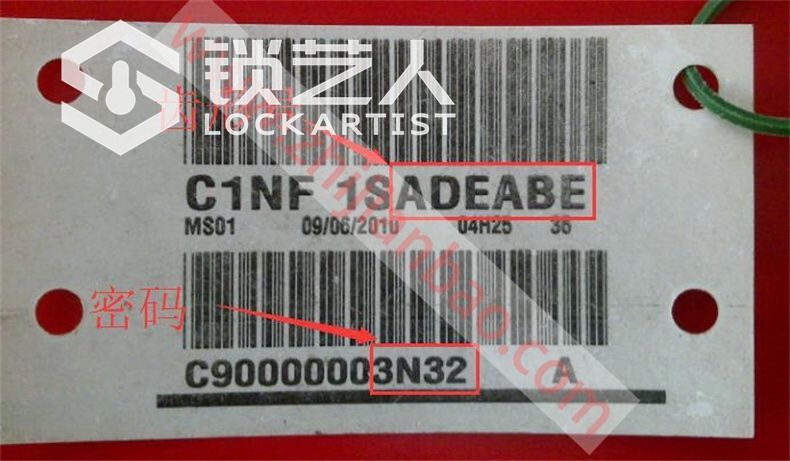 锁艺人
LOCKARTIST
C1NF 1SADEABE
MS01 09/06/2010 04H25 36
密码
C90000003N32 A